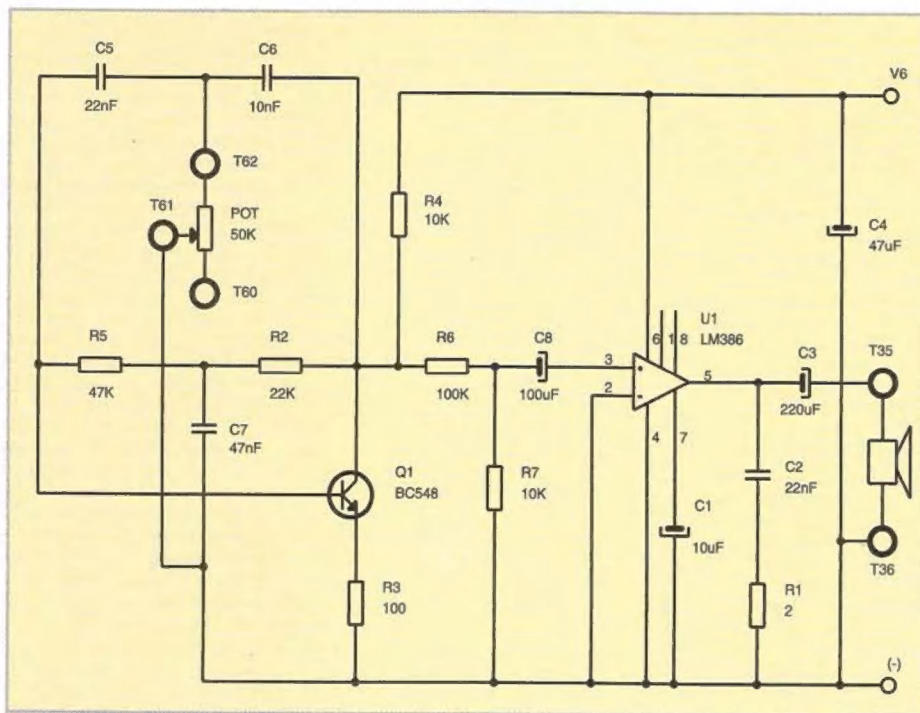 C5
22nF
C6
10nF
V6
T62
T61
POT
50K
T60
R4
10K
C4
47uF
R5
47K
R2
22K
R6
100K
C8
100uF
3
2
6 1 8
U1
LM386
5
4
7
C3
220uF
T35
C7
47nF
Q1
BC548
R7
10K
C1
10uF
C2
22nF
T36
R3
100
R1
2
(-)